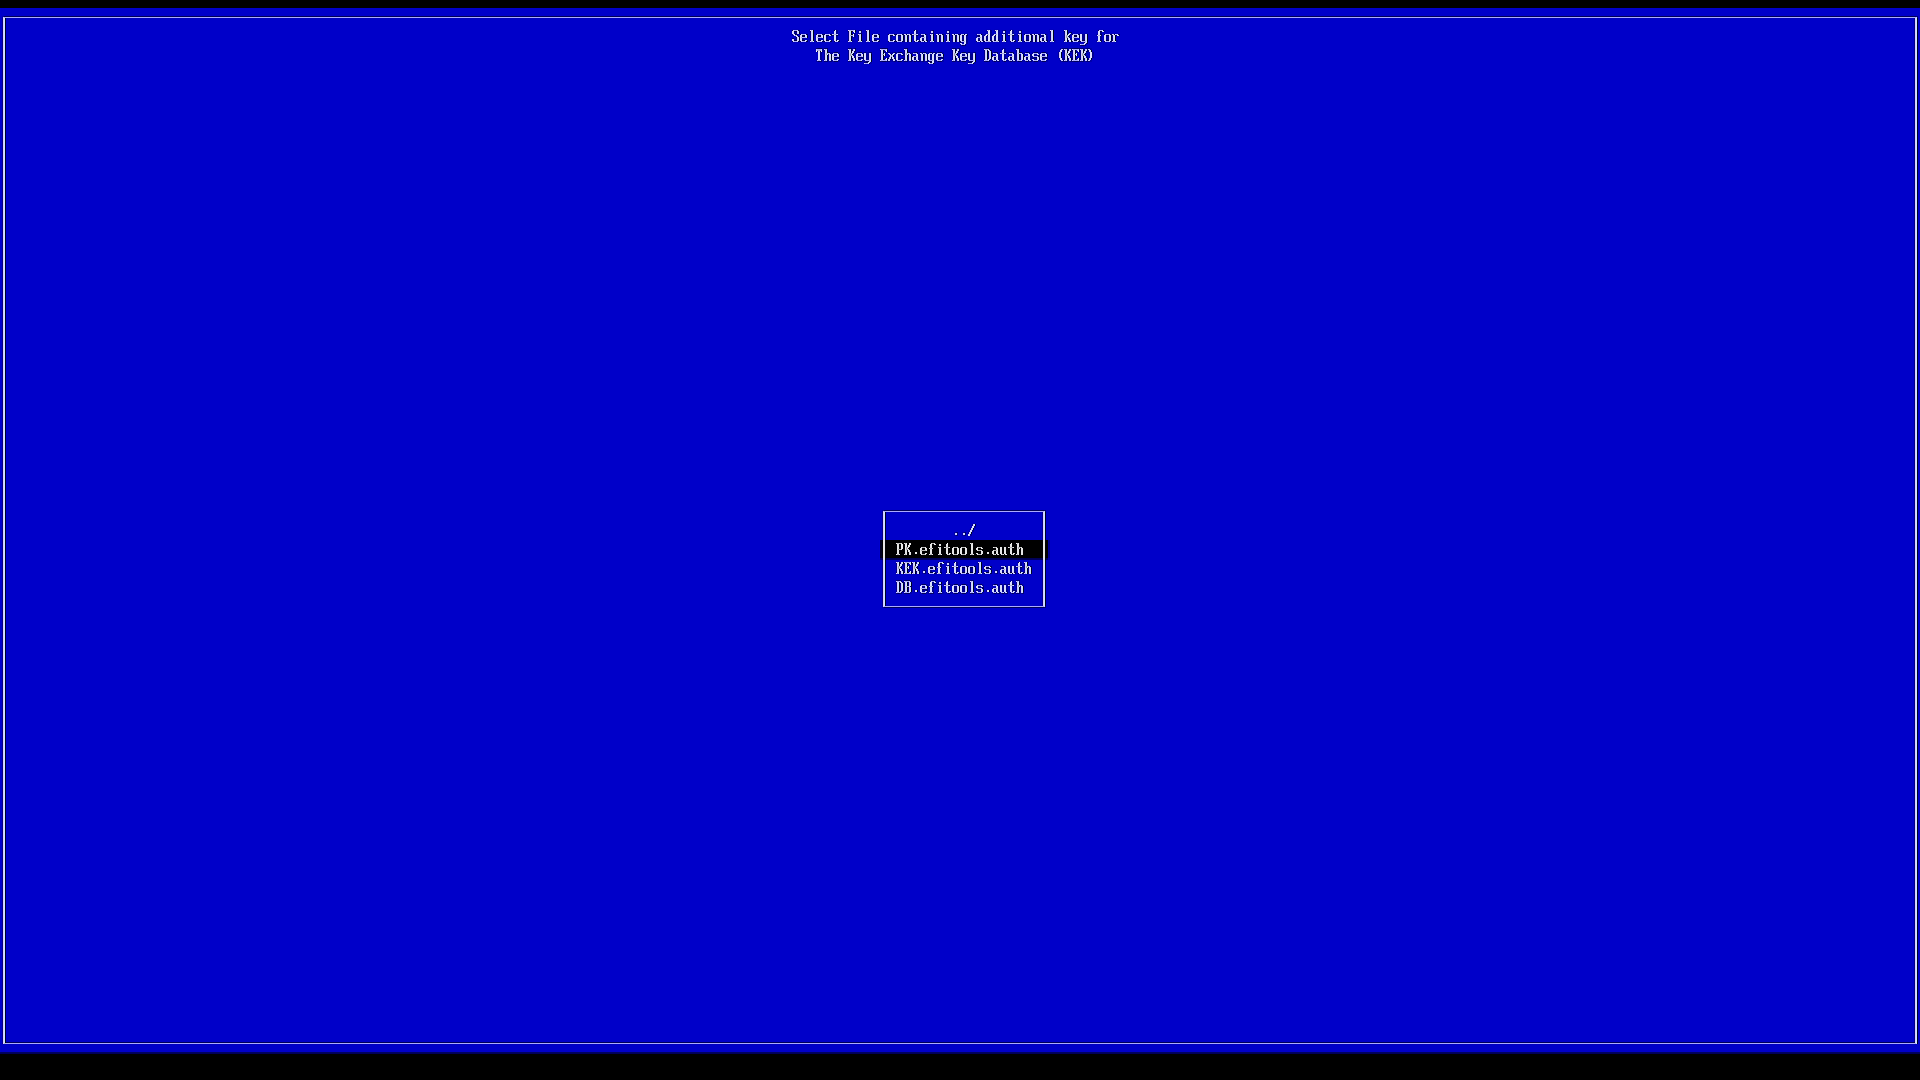 Select File containing additional key for
The Key Exchange Key Database (KEK)
../
PK.efitools.auth
KEK.efitools.auth
DB.efitools.auth